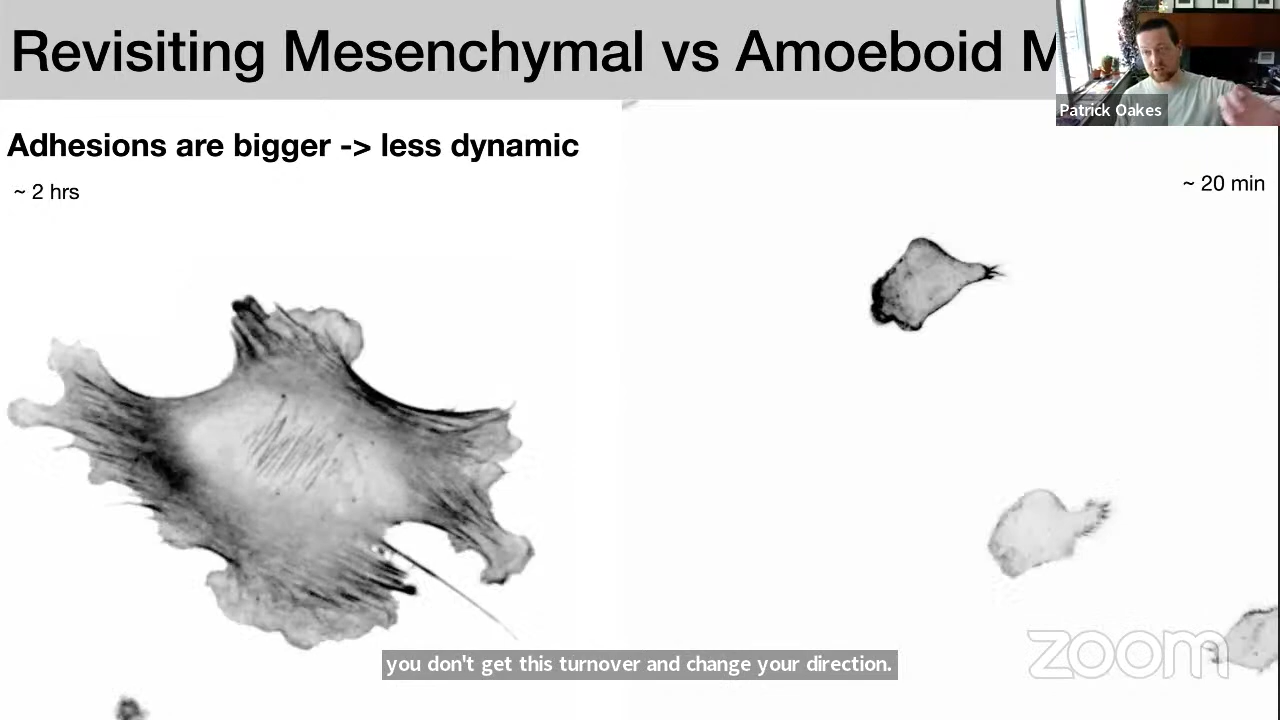 Revisiting Mesenchymal vs Amoeboid M
Patrick Oakes
Adhesions are bigger -> less dynamic
~ 2 hrs
~ 20 min
you don't get this turnover and change your direction.
zoom